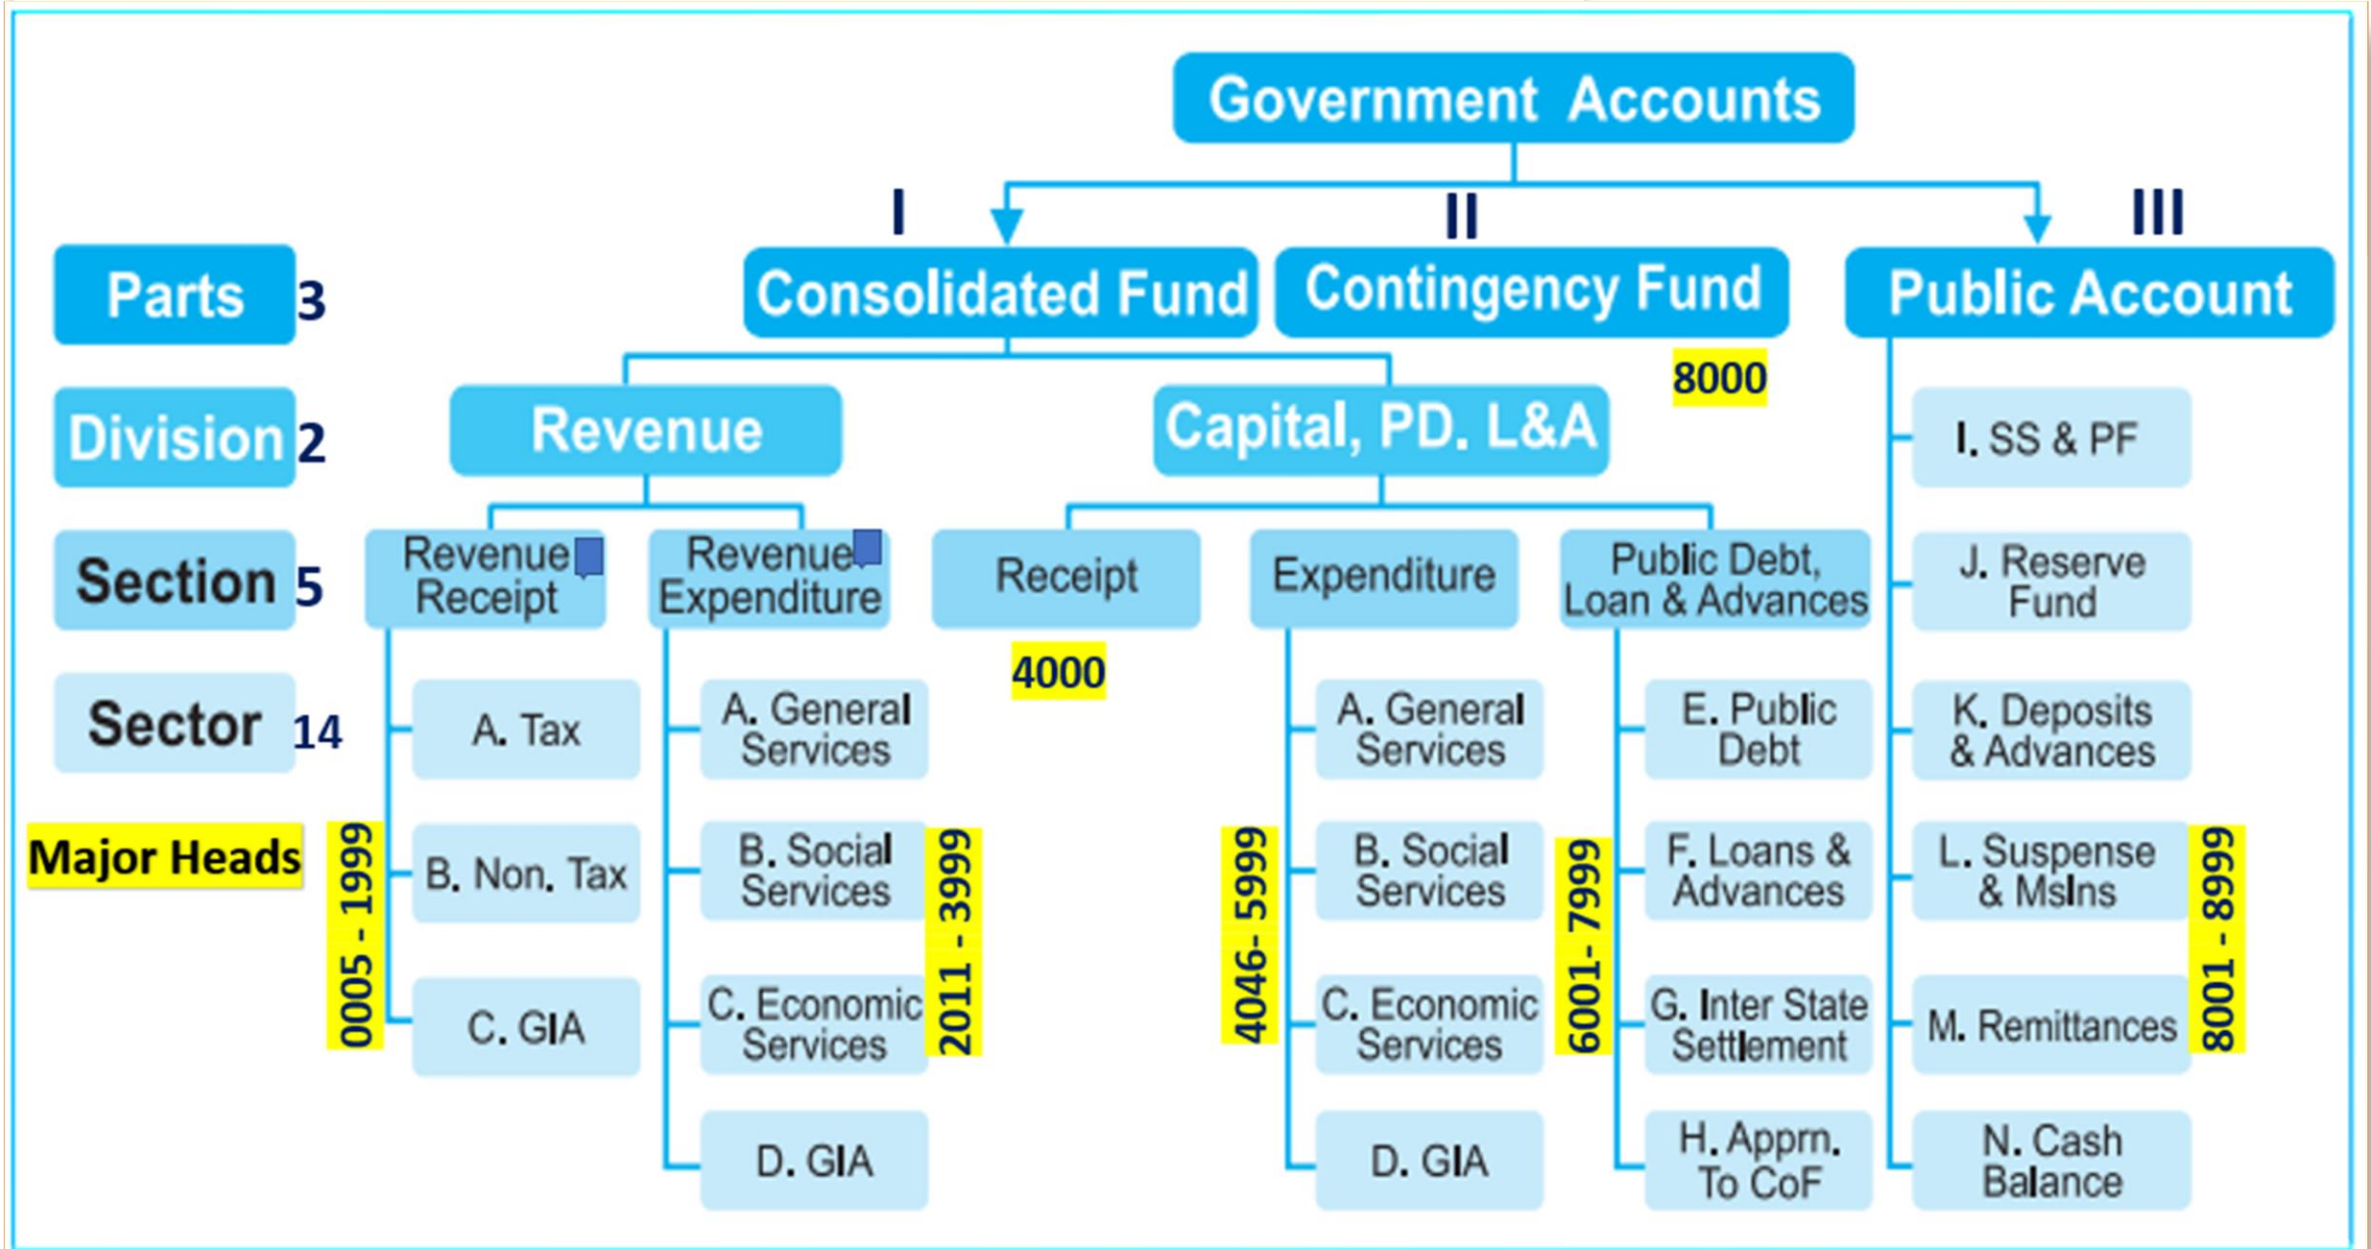 Government Accounts
I
II
III
Parts 3
Consolidated Fund
Contingency Fund
Public Account
8000
Division 2
Revenue
Capital, PD. L&A
I. SS & PF
Section 5
Revenue
Receipt
Revenue
Expenditure
Receipt
Expenditure
Public Debt,
Loan & Advances
J. Reserve
Fund
4000
Sector 14
A. Tax
A. General
Services
A. General
Services
E. Public
Debt
K. Deposits
& Advances
Major Heads
0005 - 1999
B. Non. Tax
B. Social
Services
2011 - 3999
4046- 5999
B. Social
Services
6001- 7999
F. Loans &
Advances
L. Suspense
& Mslns
8001 - 8999
C. GIA
C. Economic
Services
C. Economic
Services
G. Inter State
Settlement
M. Remittances
D. GIA
D. GIA
H. Apprn.
To CoF
N. Cash
Balance